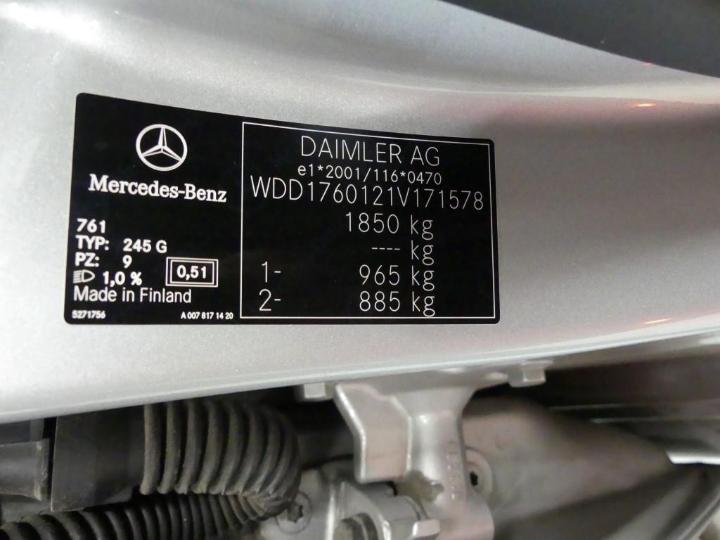 Mercedes-Benz
761
TYP: 245 G
PZ: 9
1,0 %
0,51
Made in Finland
5271756
A 007 817 14 20
DAIMLER AG
e1*2001/116*0470
WDD1760121V171578
1850 kg
---- kg
1- 965 kg
2- 885 kg